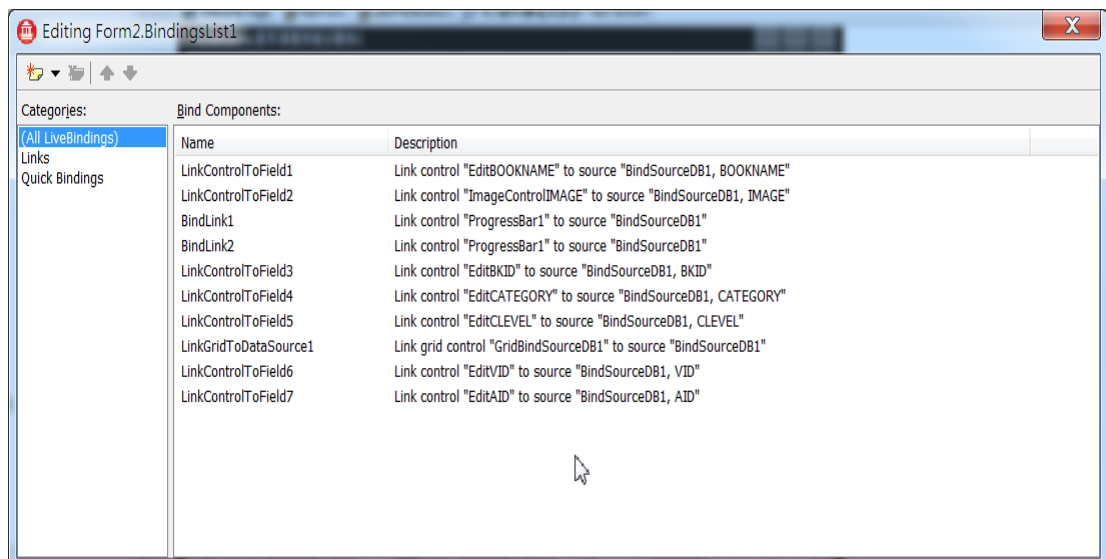 Editing Form2.BindingsList1
X
Categories:
(All LiveBindings)
Links
Quick Bindings
Bind Components:
Name Description
LinkControlToField1 Link control "EditBOOKNAME" to source "BindSourceDB1, BOOKNAME"
LinkControlToField2 Link control "ImageControlIMAGE" to source "BindSourceDB1, IMAGE"
BindLink1 Link control "ProgressBar1" to source "BindSourceDB1"
BindLink2 Link control "ProgressBar1" to source "BindSourceDB1"
LinkControlToField3 Link control "EditBKID" to source "BindSourceDB1, BKID"
LinkControlToField4 Link control "EditCATEGORY" to source "BindSourceDB1, CATEGORY"
LinkControlToField5 Link control "EditCLEVEL" to source "BindSourceDB1, CLEVEL"
LinkGridToDataSource1 Link grid control "GridBindSourceDB1" to source "BindSourceDB1"
LinkControlToField6 Link control "EditVID" to source "BindSourceDB1, VID"
LinkControlToField7 Link control "EditAID" to source "BindSourceDB1, AID"